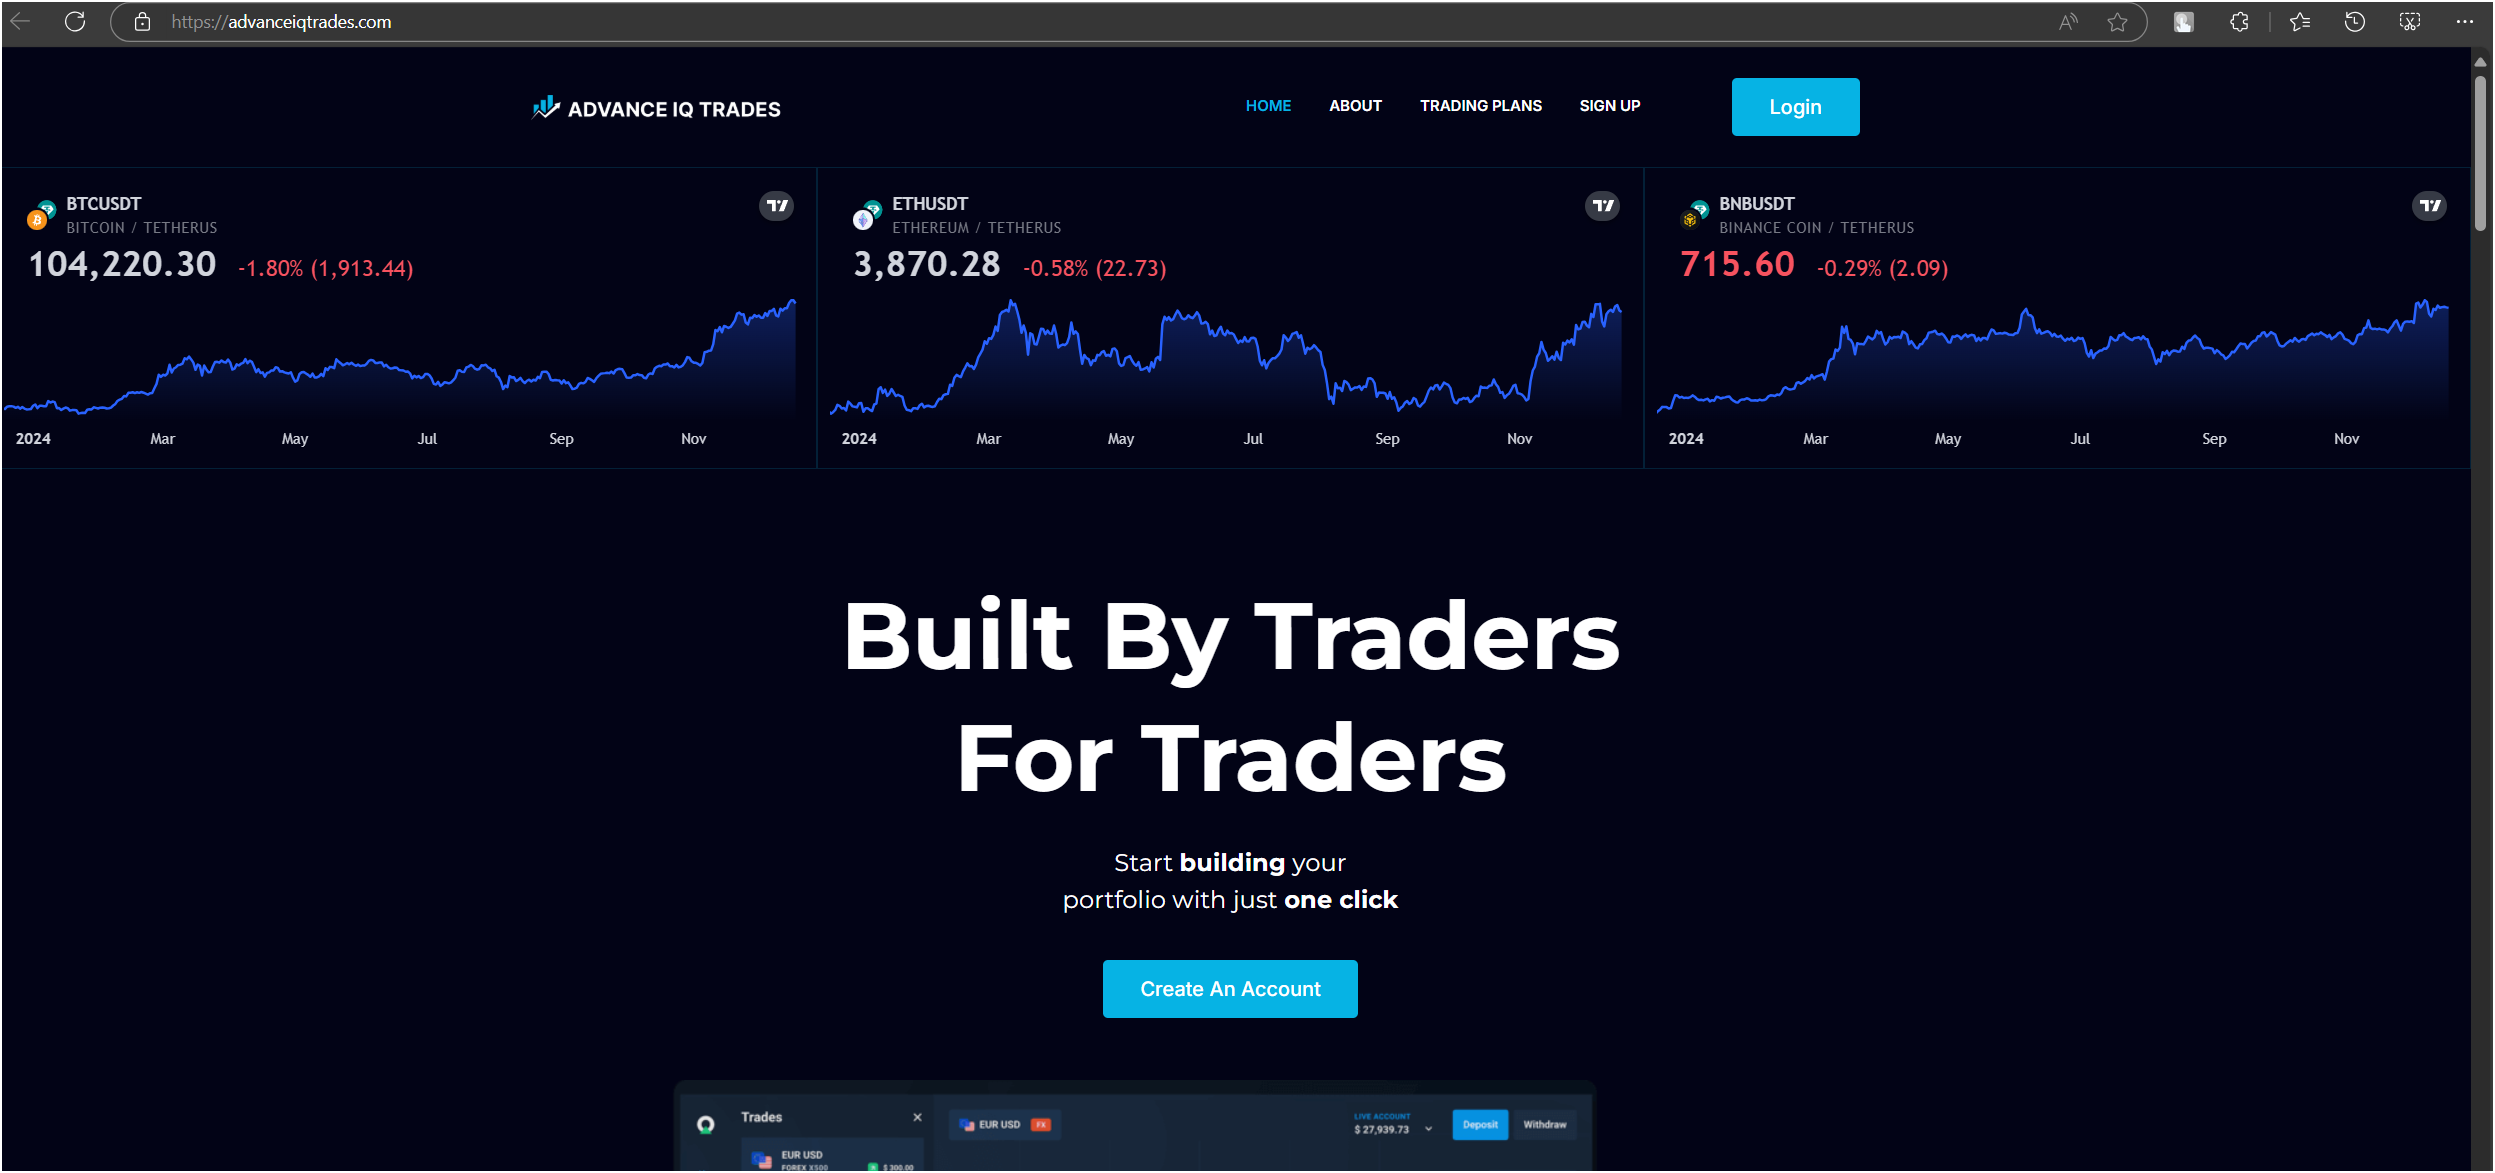 https://advanceiqtrades.com
ADVANCE IQ TRADES
HOME
ABOUT
TRADING PLANS
SIGN UP
Login
BTCUSDT
BITCOIN / TETHERUS
104,220.30 -1.80% (1,913.44)
2024 Mar May Jul Sep Nov
ETHUSDT
ETHEREUM / TETHERUS
3,870.28 -0.58% (22.73)
2024 Mar May Jul Sep Nov
BNBUSDT
BINANCE COIN / TETHERUS
715.60 -0.29% (2.09)
2024 Mar May Jul Sep Nov
Built By Traders
For Traders
Start building your
portfolio with just one click
Create An Account
Trades
EUR USD
FOREX X500
$ 300.00
EUR USD FX
LIVE ACCOUNT
$ 27,939.73
Deposit
Withdraw